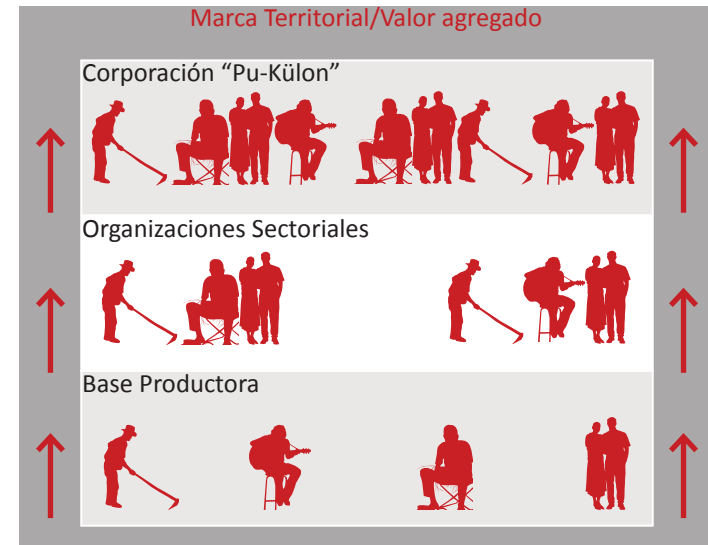 Marca Territorial/Valor agregado
Corporación “Pu-Külon”
Organizaciones Sectoriales
Base Productora